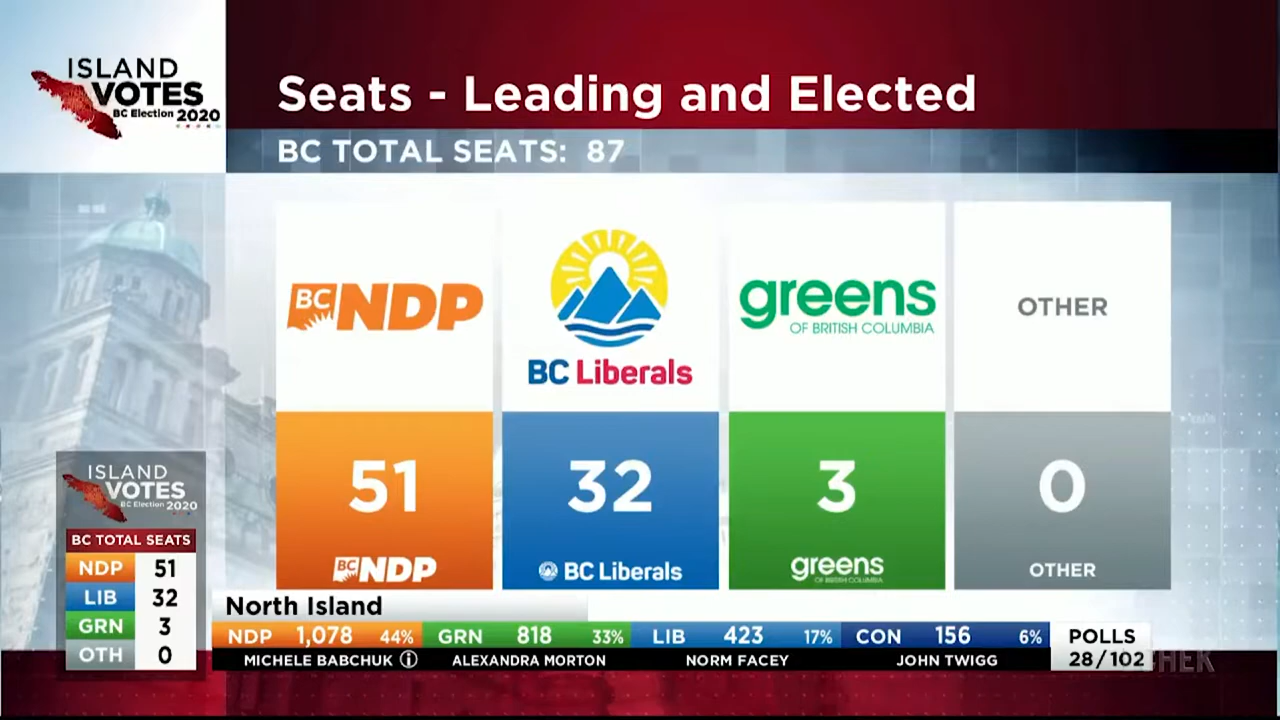 ISLAND
VOTES
BC Election 2020
Seats - Leading and Elected
BC TOTAL SEATS: 87
BC NDP
BC Liberals
greens
OF BRITISH COLUMBIA
OTHER
51
32
3
0
BC NDP
BC Liberals
greens
OF BRITISH COLUMBIA
OTHER
ISLAND
VOTES
BC Election 2020
BC TOTAL SEATS
NDP 51
LIB 32
GRN 3
OTH 0
North Island
NDP 1,078 44% GRN 818 33% LIB 423 17% CON 156 6%
MICHELE BABCHUK ALEXANDRA MORTON NORM FACEY JOHN TWIGG
POLLS
28/102
CHEK